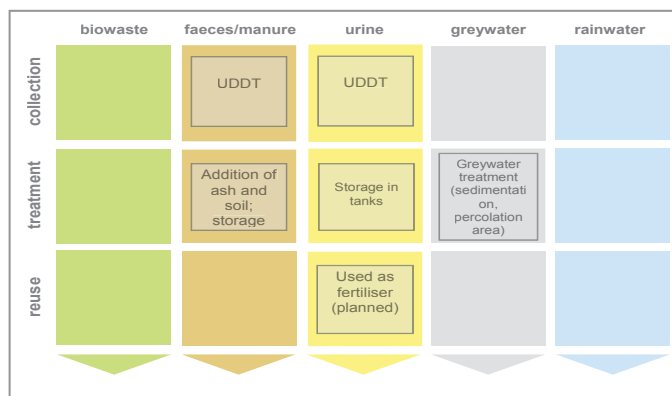 biowaste faeces/manure urine greywater rainwater
collection
UDDT
UDDT
treatment
Addition of
ash and
soil;
storage
Storage in
tanks
Greywater
treatment
(sedimentati
on,
percolation
area)
reuse
Used as
fertiliser
(planned)